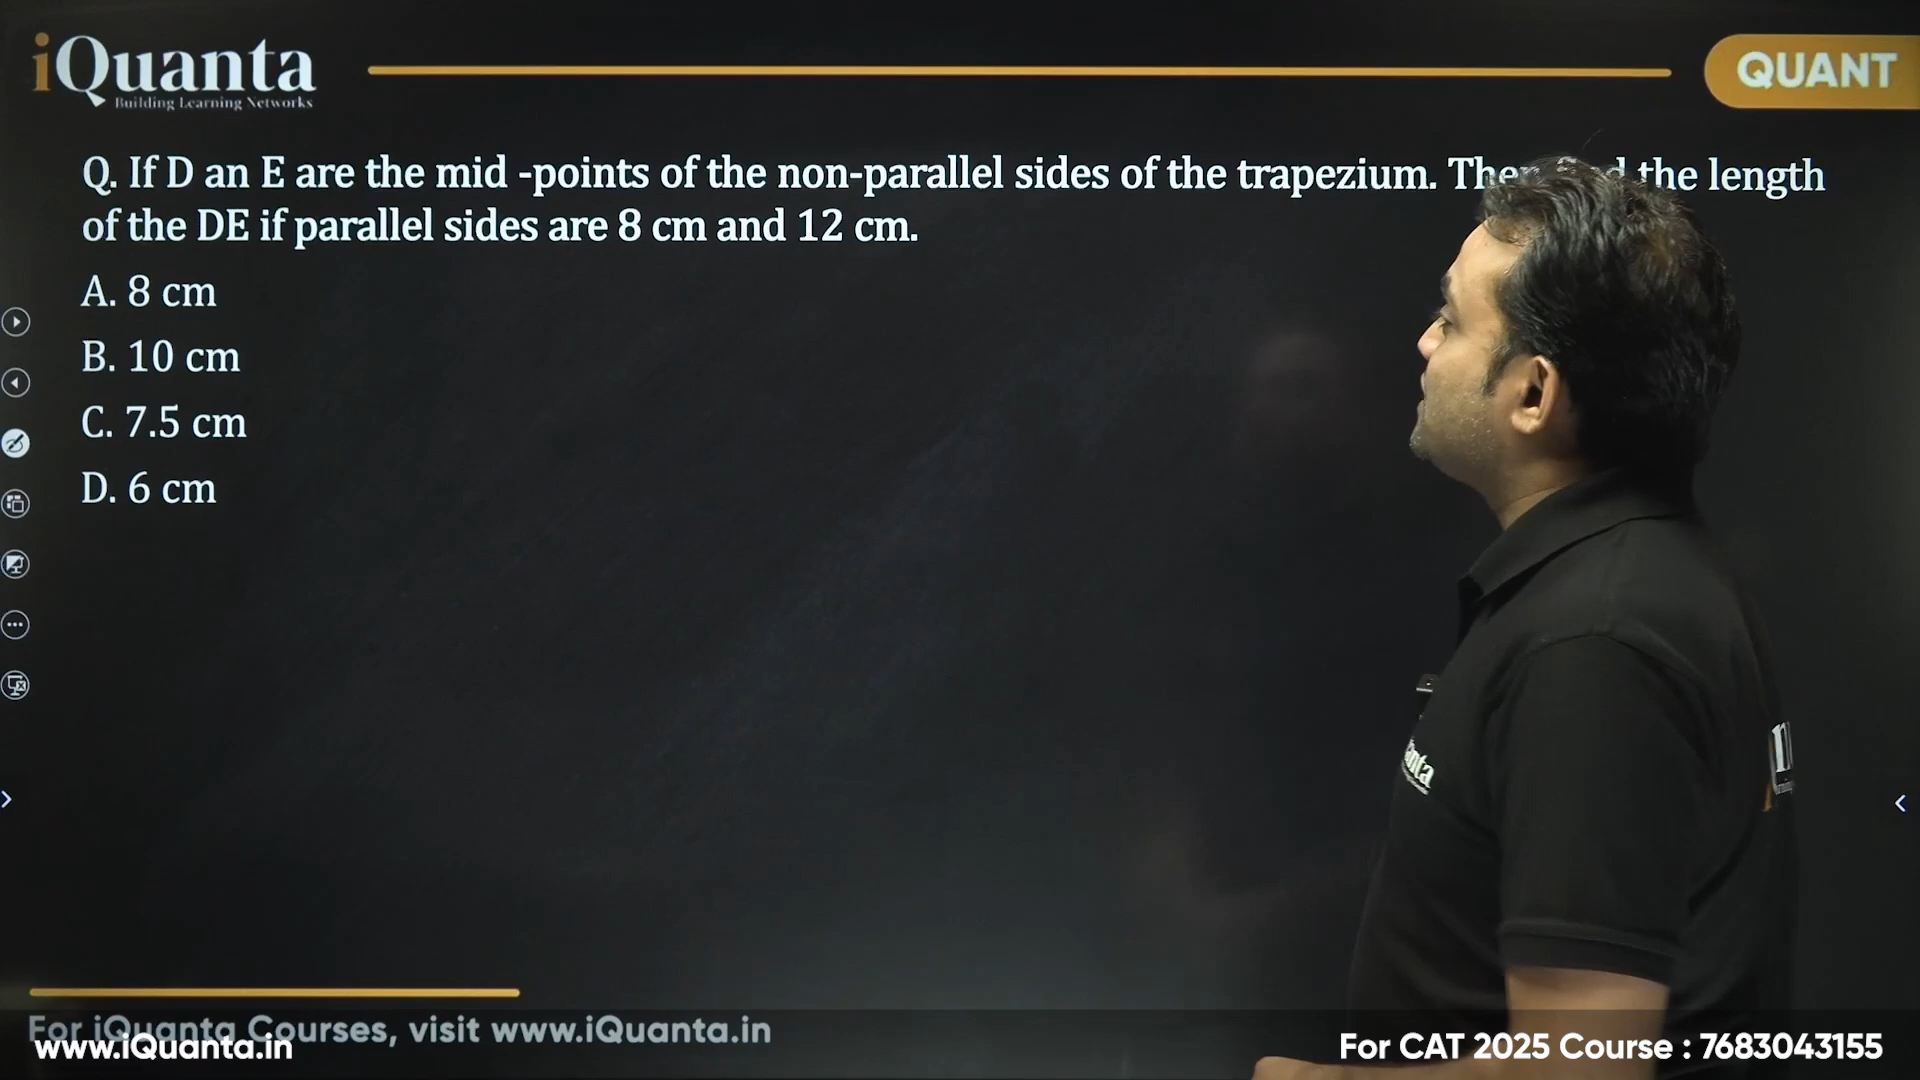 iQuanta
Building Learning Networks
QUANT
Q. If D an E are the mid -points of the non-parallel sides of the trapezium. the length
of the DE if parallel sides are 8 cm and 12 cm.
A. 8 cm
B. 10 cm
C. 7.5 cm
D. 6 cm
For iQuanta Courses, visit www.iQuanta.in
www.iQuanta.in
For CAT 2025 Course : 7683043155